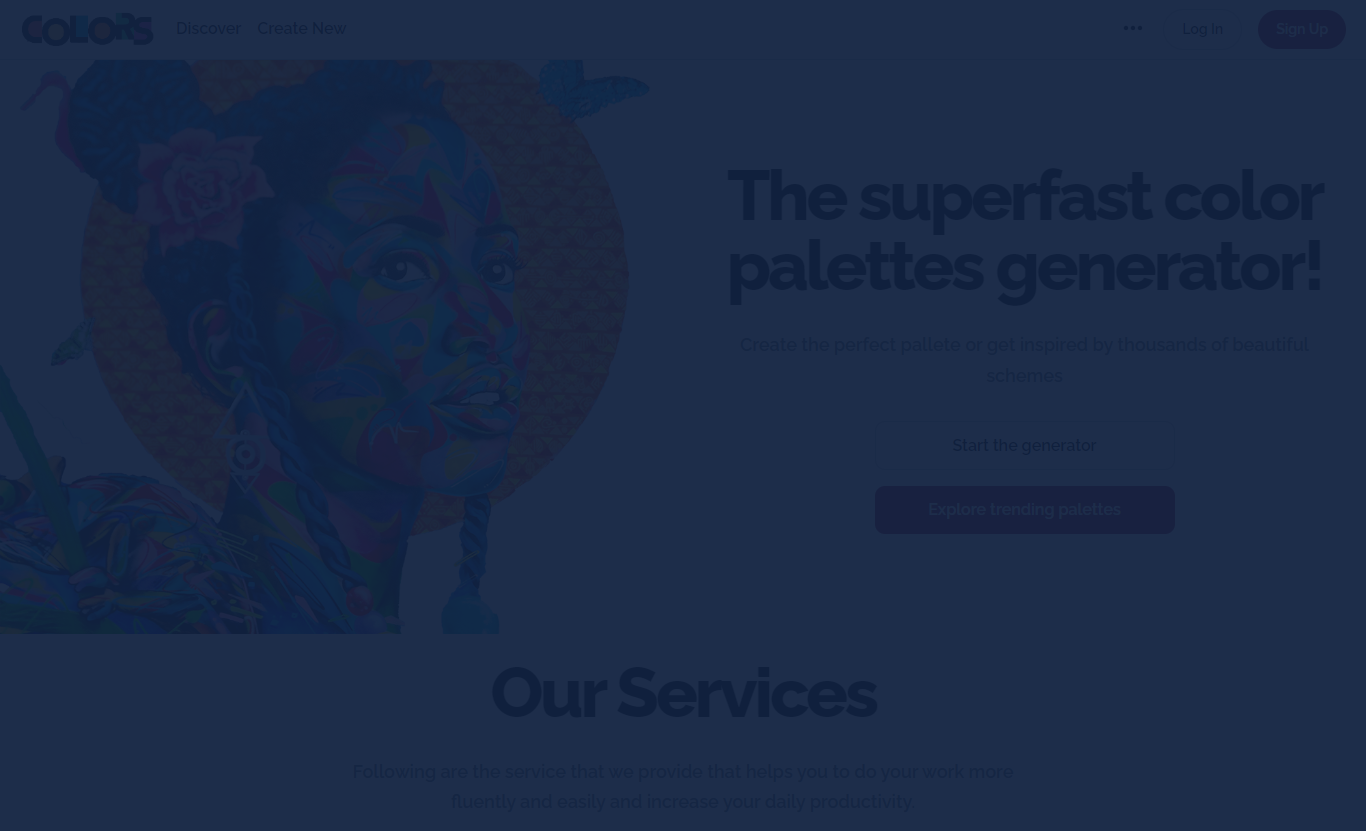 COLORS Discover Create New ••• Log In Sign Up
The superfast color
palettes generator!
Create the perfect pallete or get inspired by thousands of beautiful
schemes
Start the generator
Explore trending palettes
Our Services
Following are the service that we provide that helps you to do your work more
fluently and easily and increase your daily productivity.